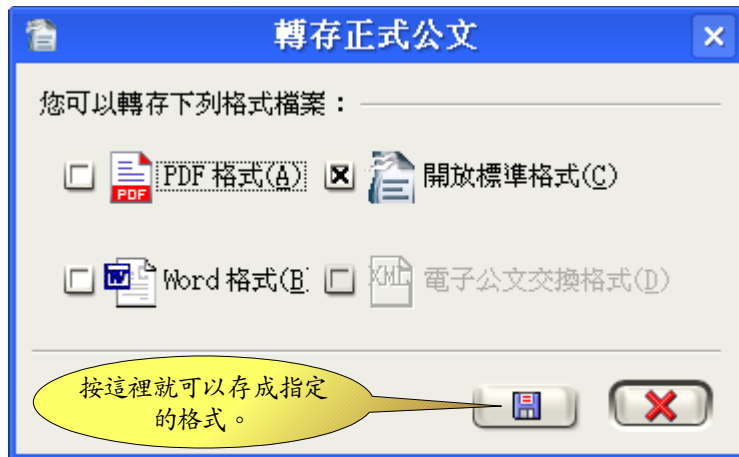 轉存正式公文
您可以轉存下列格式檔案：
PDF 格式(A) 開放標準格式(C)
PDF
Word 格式(B
W
電子公文交換格式(D)
XML
按這裡就可以存成指定
的格式。